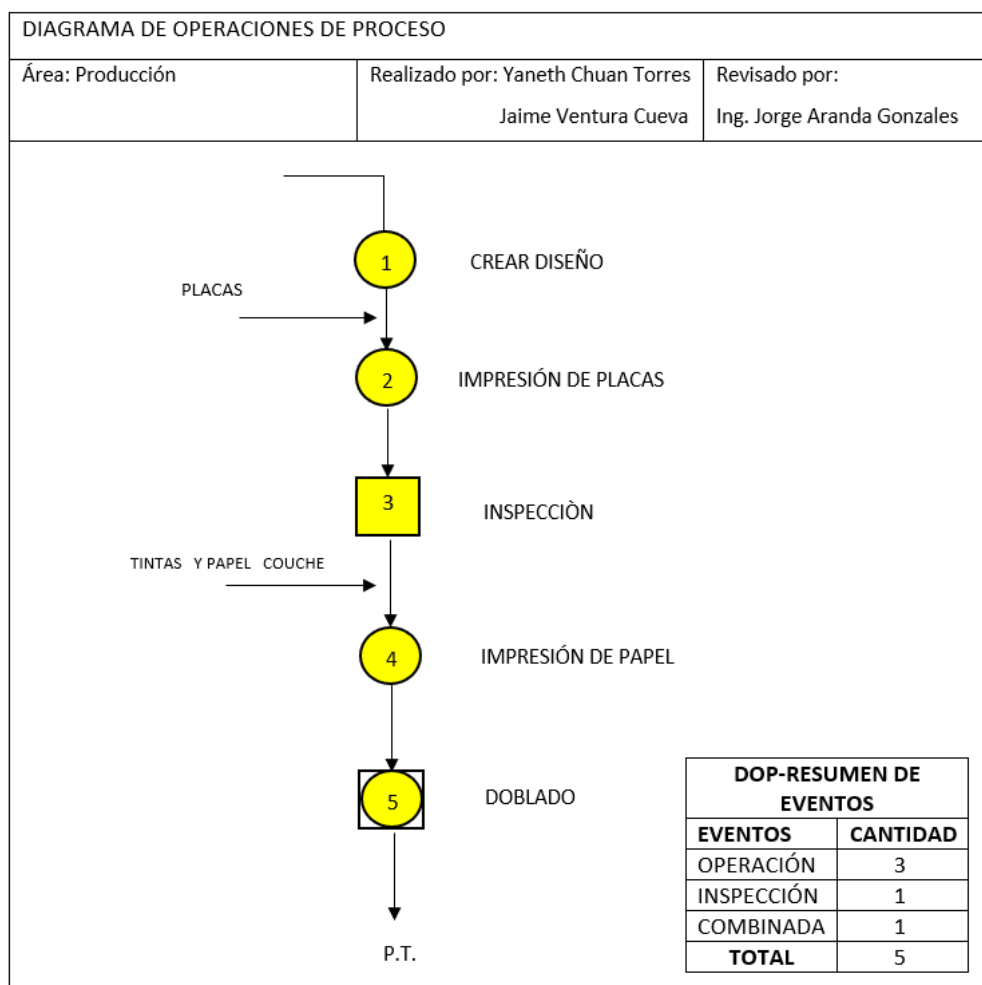 DIAGRAMA DE OPERACIONES DE PROCESO
Área: Producción
Realizado por: Yaneth Chuan Torres
Jaime Ventura Cueva
Revisado por:
Ing. Jorge Aranda Gonzales
1
CREAR DISEÑO
PLACAS
2
IMPRESIÓN DE PLACAS
3
INSPECCIÒN
TINTAS Y PAPEL COUCHE
4
IMPRESIÓN DE PAPEL
5
DOBLADO
P.T.
DOP-RESUMEN DE
EVENTOS
EVENTOS CANTIDAD
OPERACIÓN 3
INSPECCIÓN 1
COMBINADA 1
TOTAL 5